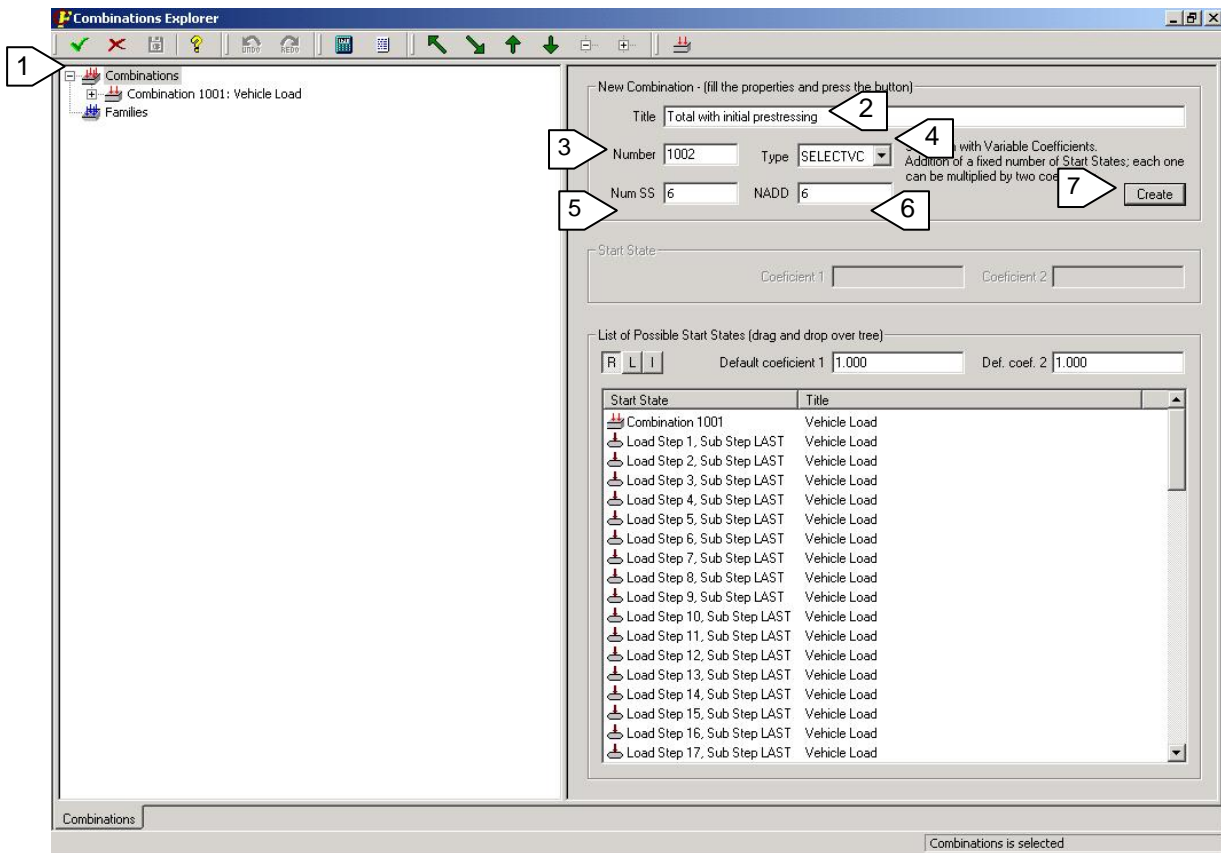 Combinations Explorer
UNDO REDO
1
Combinations
Combination 1001: Vehicle Load
Families
New Combination - (fill the properties and press the button)
Title Total with initial prestressing
2
3
Number 1002 Type SELECTVC
4
with Variable Coefficients.
Addition of a fixed number of Start States; each one
can be multiplied by two
5
Num SS 6 NADD 6
6
7
Create
Start State
Coeficient 1 Coeficient 2
List of Possible Start States (drag and drop over tree)
R L I Default coeficient 1 1.000 Def. coef. 2 1.000
Start State Title
Combination 1001 Vehicle Load
Load Step 1, Sub Step LAST Vehicle Load
Load Step 2, Sub Step LAST Vehicle Load
Load Step 3, Sub Step LAST Vehicle Load
Load Step 4, Sub Step LAST Vehicle Load
Load Step 5, Sub Step LAST Vehicle Load
Load Step 6, Sub Step LAST Vehicle Load
Load Step 7, Sub Step LAST Vehicle Load
Load Step 8, Sub Step LAST Vehicle Load
Load Step 9, Sub Step LAST Vehicle Load
Load Step 10, Sub Step LAST Vehicle Load
Load Step 11, Sub Step LAST Vehicle Load
Load Step 12, Sub Step LAST Vehicle Load
Load Step 13, Sub Step LAST Vehicle Load
Load Step 14, Sub Step LAST Vehicle Load
Load Step 15, Sub Step LAST Vehicle Load
Load Step 16, Sub Step LAST Vehicle Load
Load Step 17, Sub Step LAST Vehicle Load
Combinations
Combinations is selected